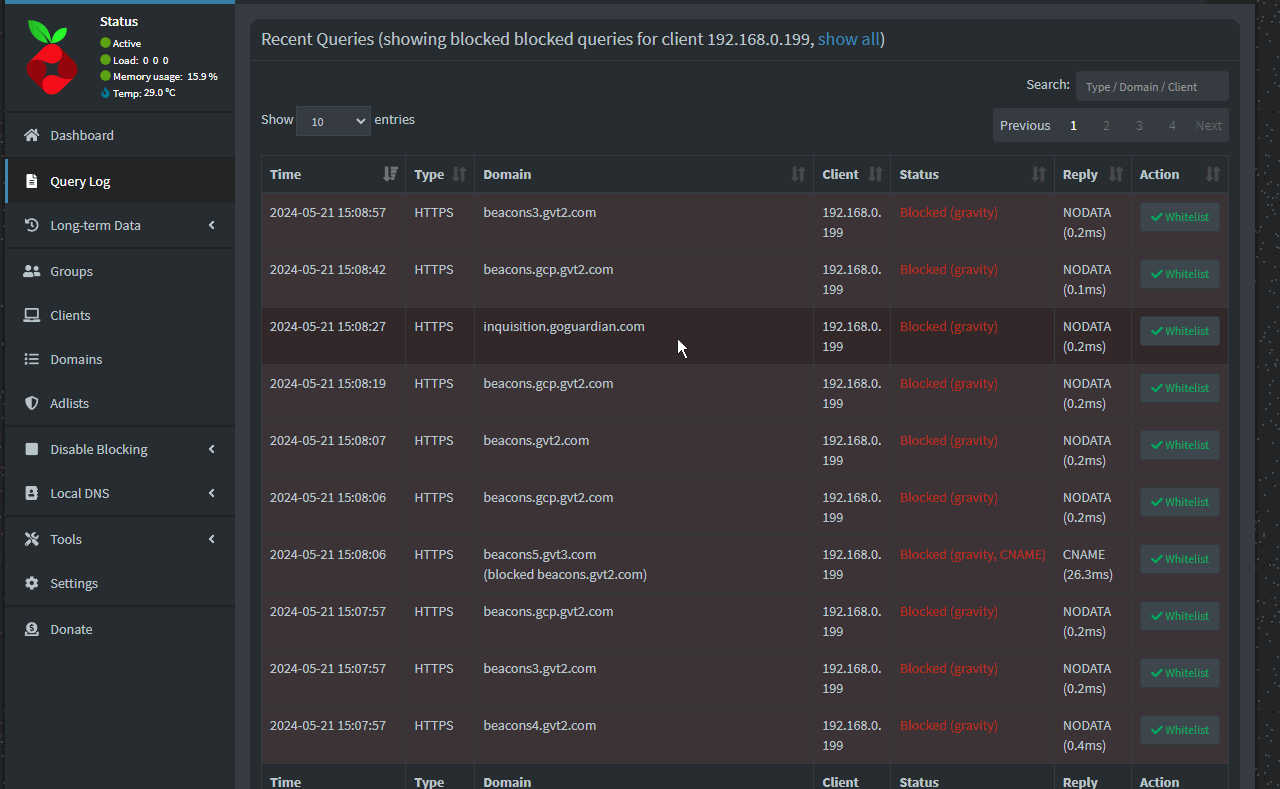 Status
Active
Load: 0 0 0
Memory usage: 15.9 %
Temp: 29.0 °C
Dashboard
Query Log
Long-term Data
Groups
Clients
Domains
Adlists
Disable Blocking
Local DNS
Tools
Settings
Donate
Recent Queries (showing blocked blocked queries for client 192.168.0.199, show all)
Search: Type / Domain / Client
Show 10 entries
Previous 1 2 3 4 Next
Time Type Domain Client Status Reply Action
2024-05-21 15:08:57 HTTPS beacons3.gvt2.com 192.168.0. Blocked (gravity) NODATA Whitelist
199 (0.2ms)
2024-05-21 15:08:42 HTTPS beacons.gcp.gvt2.com 192.168.0. Blocked (gravity) NODATA Whitelist
199 (0.1ms)
2024-05-21 15:08:27 HTTPS inquisition.goguardian.com 192.168.0. Blocked (gravity) NODATA Whitelist
199 (0.2ms)
2024-05-21 15:08:19 HTTPS beacons.gcp.gvt2.com 192.168.0. Blocked (gravity) NODATA Whitelist
199 (0.2ms)
2024-05-21 15:08:07 HTTPS beacons.gvt2.com 192.168.0. Blocked (gravity) NODATA Whitelist
199 (0.2ms)
2024-05-21 15:08:06 HTTPS beacons.gcp.gvt2.com 192.168.0. Blocked (gravity) NODATA Whitelist
199 (0.2ms)
2024-05-21 15:08:06 HTTPS beacons5.gvt3.com 192.168.0. Blocked (gravity, CNAME) CNAME Whitelist
(blocked beacons.gvt2.com) 199 (26.3ms)
2024-05-21 15:07:57 HTTPS beacons.gcp.gvt2.com 192.168.0. Blocked (gravity) NODATA Whitelist
199 (0.2ms)
2024-05-21 15:07:57 HTTPS beacons3.gvt2.com 192.168.0. Blocked (gravity) NODATA Whitelist
199 (0.2ms)
2024-05-21 15:07:57 HTTPS beacons4.gvt2.com 192.168.0. Blocked (gravity) NODATA Whitelist
199 (0.4ms)
Time Type Domain Client Status Reply Action